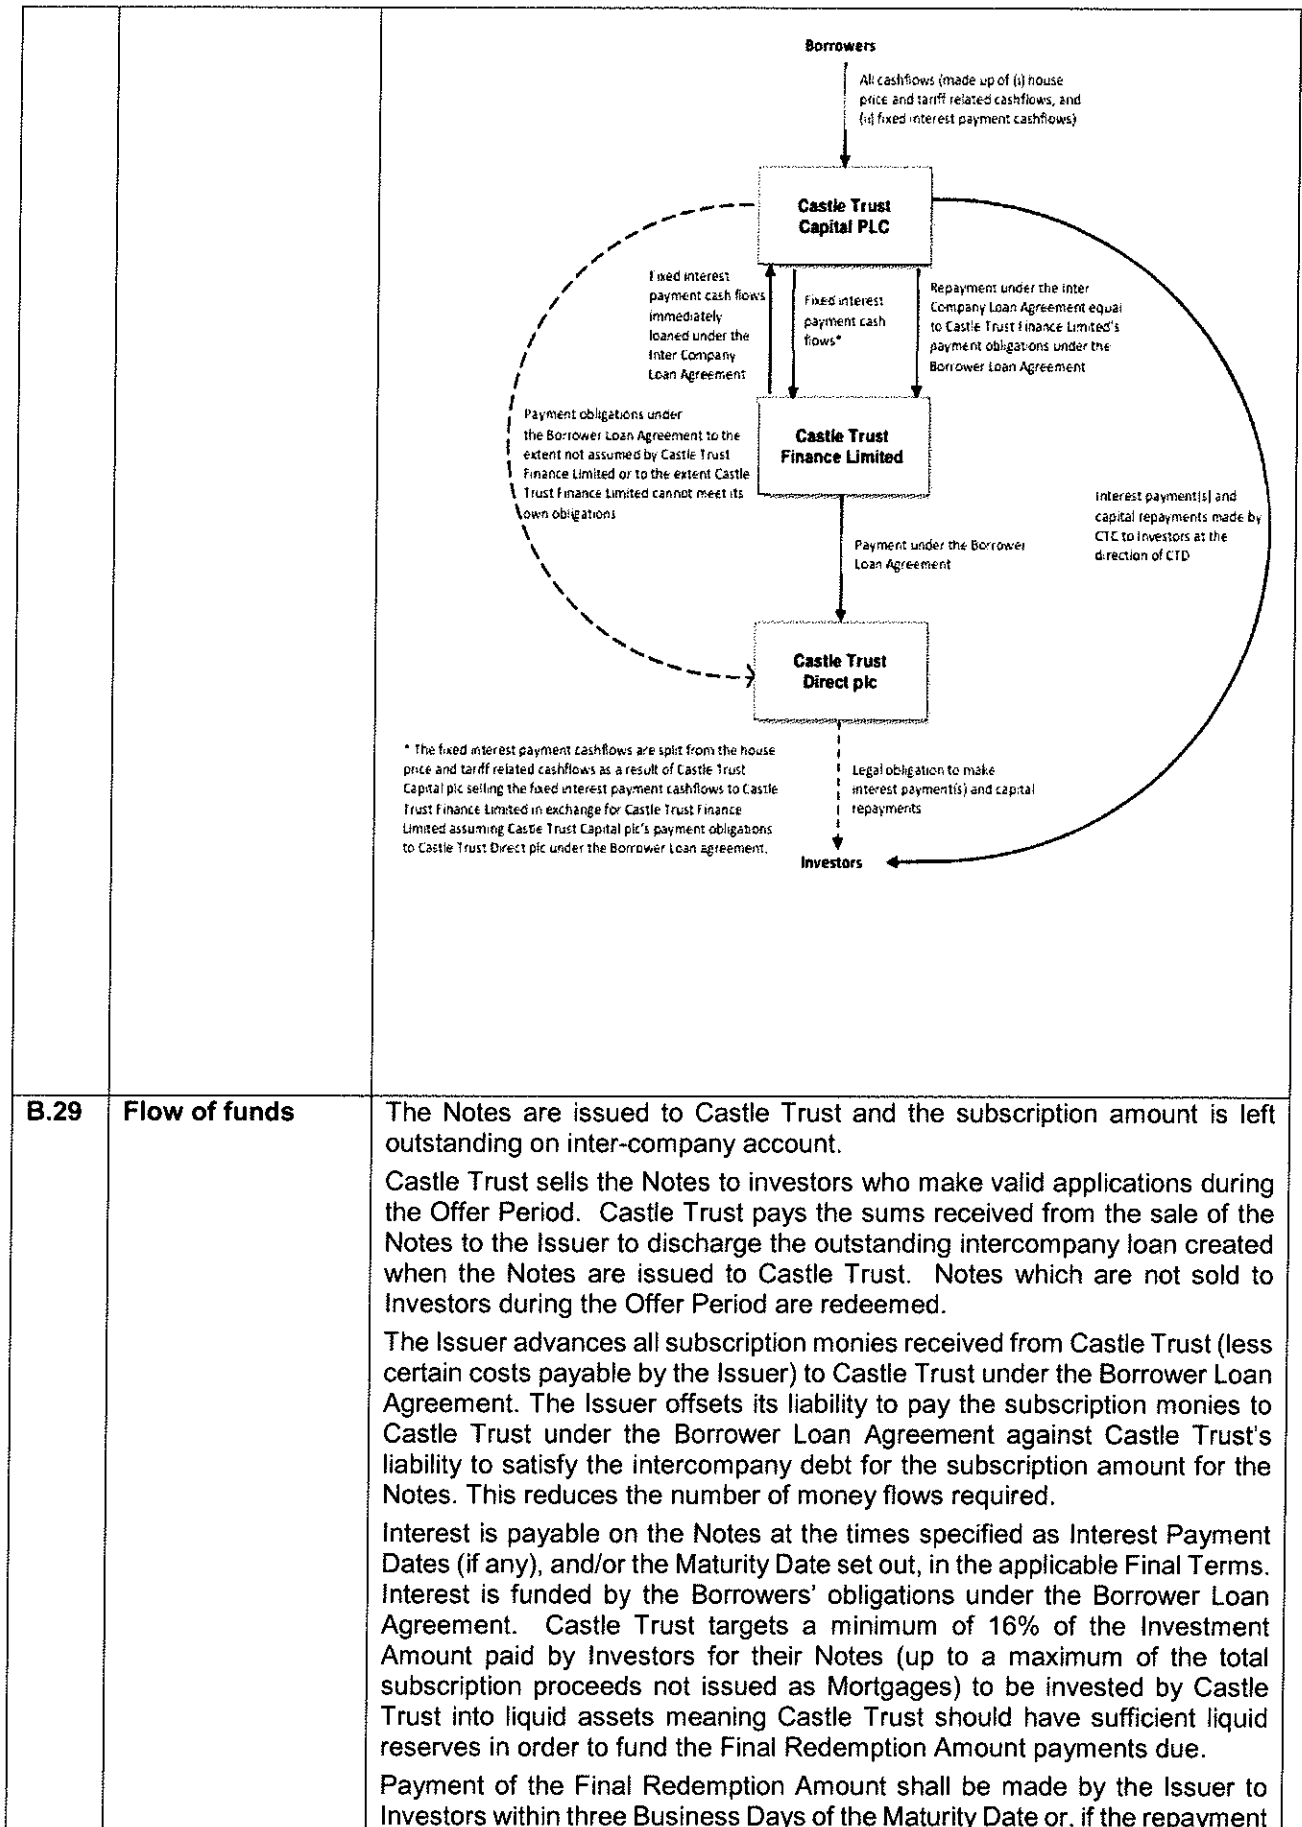 Borrowers
All cashflows (made up of (i) house
price and tariff related cashflows, and
(ii) fixed interest payment cashflows)
Castle Trust
Capital PLC
Fixed interest
payment cash flows
immediately
loaned under the
Inter Company
Loan Agreement
Fixed interest
payment cash
flows*
Repayment under the Inter
Company Loan Agreement equal
to Castle Trust Finance Limited's
payment obligations under the
Borrower Loan Agreement
Payment obligations under
the Borrower Loan Agreement to the
extent not assumed by Castle Trust
Finance Limited or to the extent Castle
Trust Finance Limited cannot meet its
own obligations
Castle Trust
Finance Limited
Interest payment(s) and
capital repayments made by
CTC to Investors at the
direction of CTD
Payment under the Borrower
Loan Agreement
Castle Trust
Direct plc
* The fixed interest payment cashflows are split from the house
price and tariff related cashflows as a result of Castle Trust
Capital plc selling the fixed interest payment cashflows to Castle
Trust Finance Limited in exchange for Castle Trust Finance
Limited assuming Castle Trust Capital plc's payment obligations
to Castle Trust Direct plc under the Borrower Loan agreement.
Legal obligation to make
interest payment(s) and capital
repayments
Investors
B.29 Flow of funds
The Notes are issued to Castle Trust and the subscription amount is left
outstanding on inter-company account.
Castle Trust sells the Notes to investors who make valid applications during
the Offer Period. Castle Trust pays the sums received from the sale of the
Notes to the Issuer to discharge the outstanding intercompany loan created
when the Notes are issued to Castle Trust. Notes which are not sold to
Investors during the Offer Period are redeemed.
The Issuer advances all subscription monies received from Castle Trust (less
certain costs payable by the Issuer) to Castle Trust under the Borrower Loan
Agreement. The Issuer offsets its liability to pay the subscription monies to
Castle Trust under the Borrower Loan Agreement against Castle Trust's
liability to satisfy the intercompany debt for the subscription amount for the
Notes. This reduces the number of money flows required.
Interest is payable on the Notes at the times specified as Interest Payment
Dates (if any), and/or the Maturity Date set out, in the applicable Final Terms.
Interest is funded by the Borrowers' obligations under the Borrower Loan
Agreement. Castle Trust targets a minimum of 16% of the Investment
Amount paid by Investors for their Notes (up to a maximum of the total
subscription proceeds not issued as Mortgages) to be invested by Castle
Trust into liquid assets meaning Castle Trust should have sufficient liquid
reserves in order to fund the Final Redemption Amount payments due.
Payment of the Final Redemption Amount shall be made by the Issuer to
Investors within three Business Days of the Maturity Date or, if the repayment